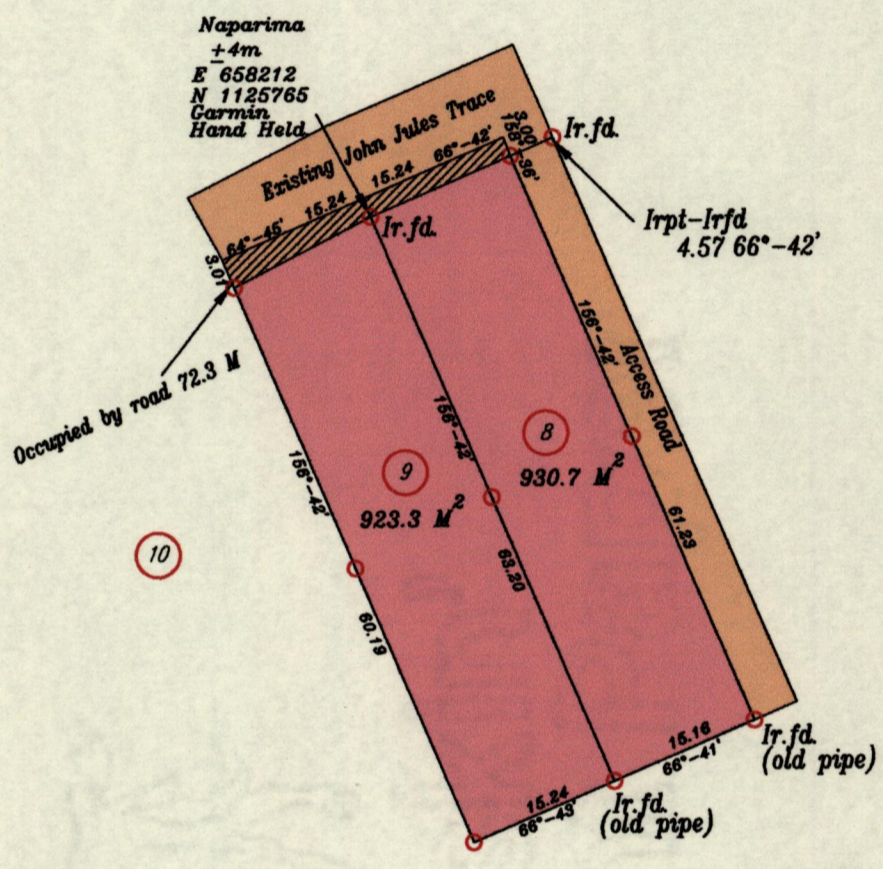 Naparima
±4m
E 658212
N 1125765
Garmin
Hand Held
Existing John Jules Trace
64°-45'
15.24
15.24
66°-42'
3.00
156°-36'
Ir.fd.
Irpt-Irfd
4.57 66°-42'
Ir.fd.
3.01
Occupied by road 72.3 M
156°-42'
Access Road
156°-42'
156°-42'
8
930.7 M²
9
923.3 M²
10
61.29
63.20
60.19
15.16
66°-41'
Ir.fd.
(old pipe)
15.24
66°-43'
Ir.fd.
(old pipe)